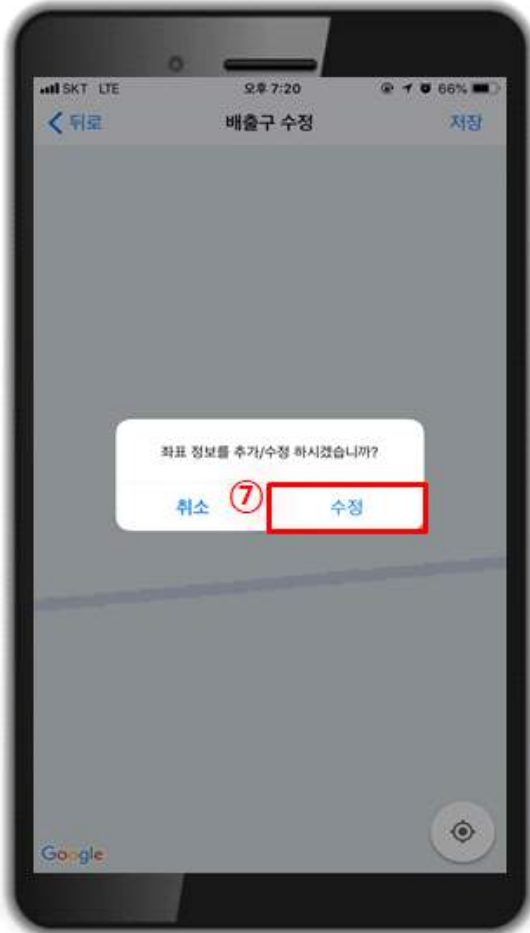 SKT LTE 오후 7:20 66%
뒤로 배출구 수정 저장
좌표 정보를 추가/수정 하시겠습니까?
취소 ⑦ 수정
Google